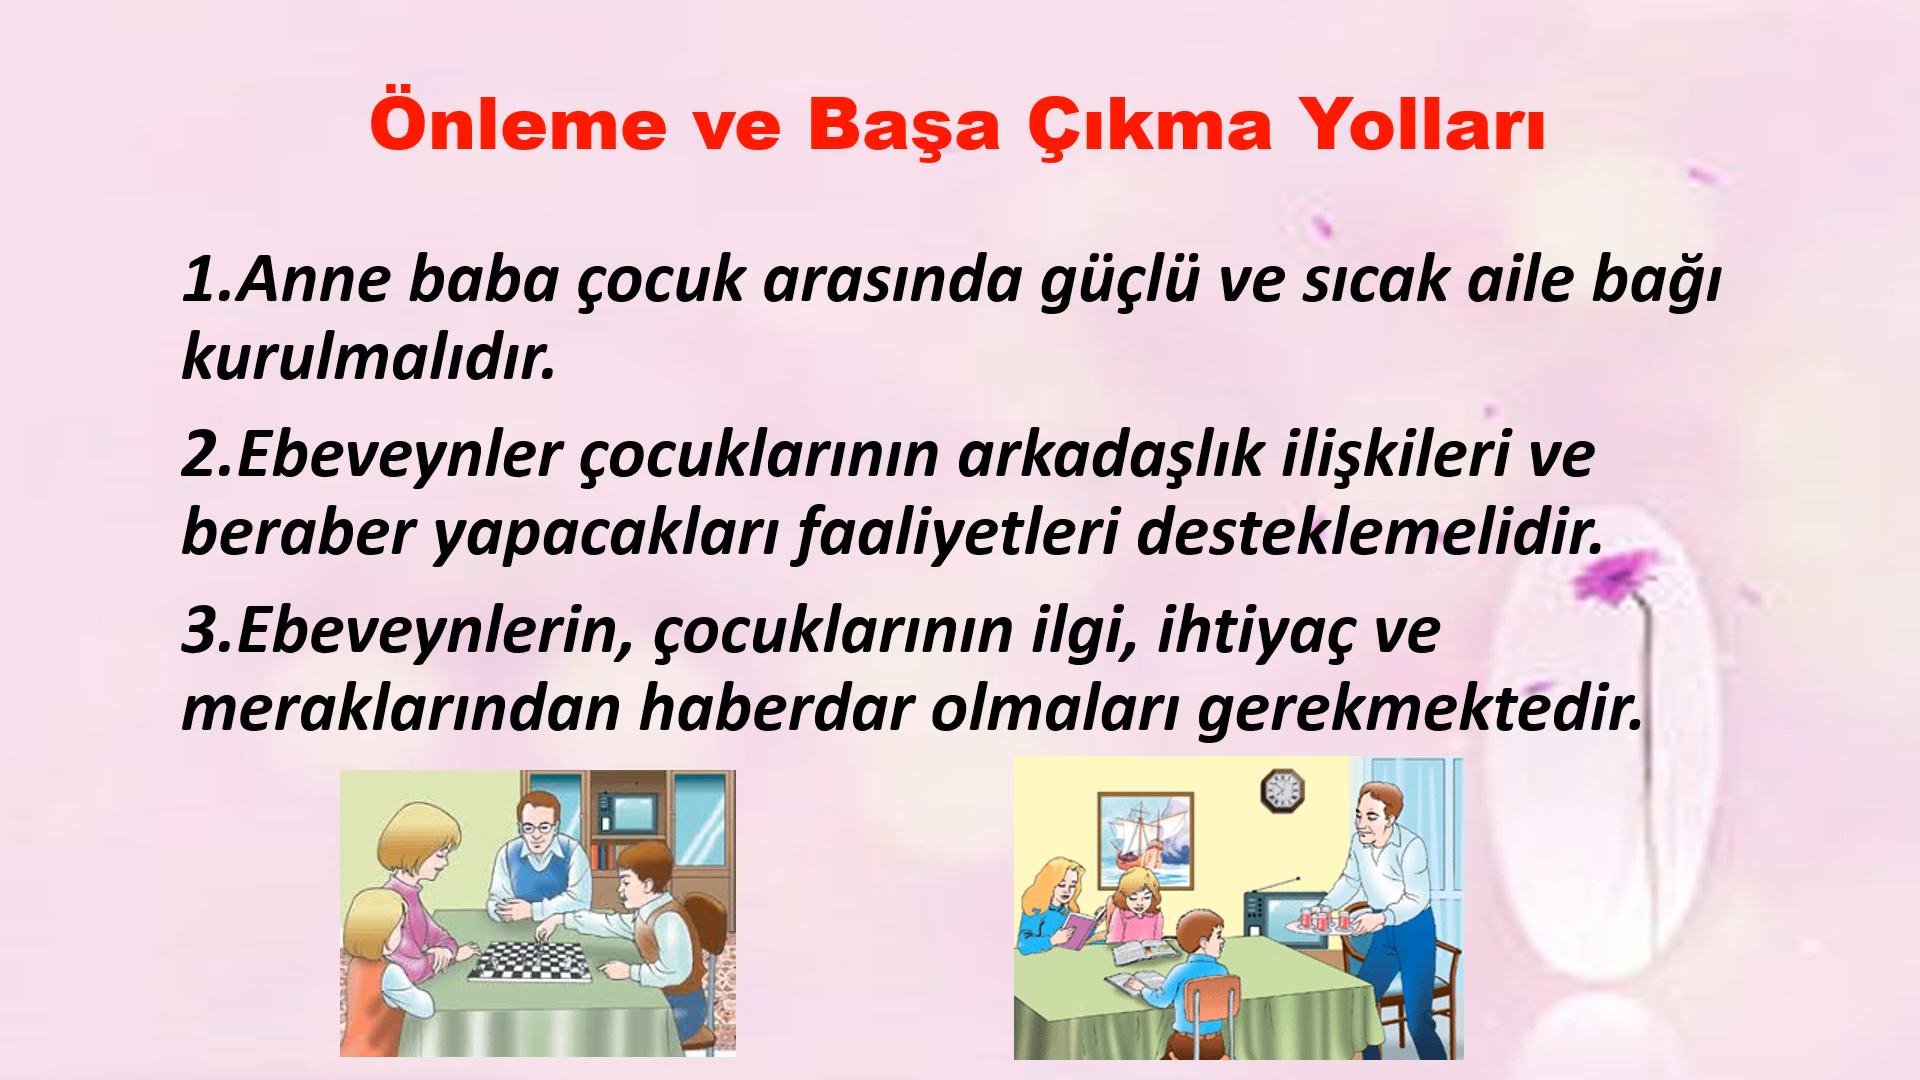 Önleme ve Başa Çıkma Yolları
1.Anne baba çocuk arasında güçlü ve sıcak aile bağı
kurulmalıdır.
2.Ebeveynler çocuklarının arkadaşlık ilişkileri ve
beraber yapacakları faaliyetleri desteklemelidir.
3.Ebeveynlerin, çocuklarının ilgi, ihtiyaç ve
meraklarından haberdar olmaları gerekmektedir.